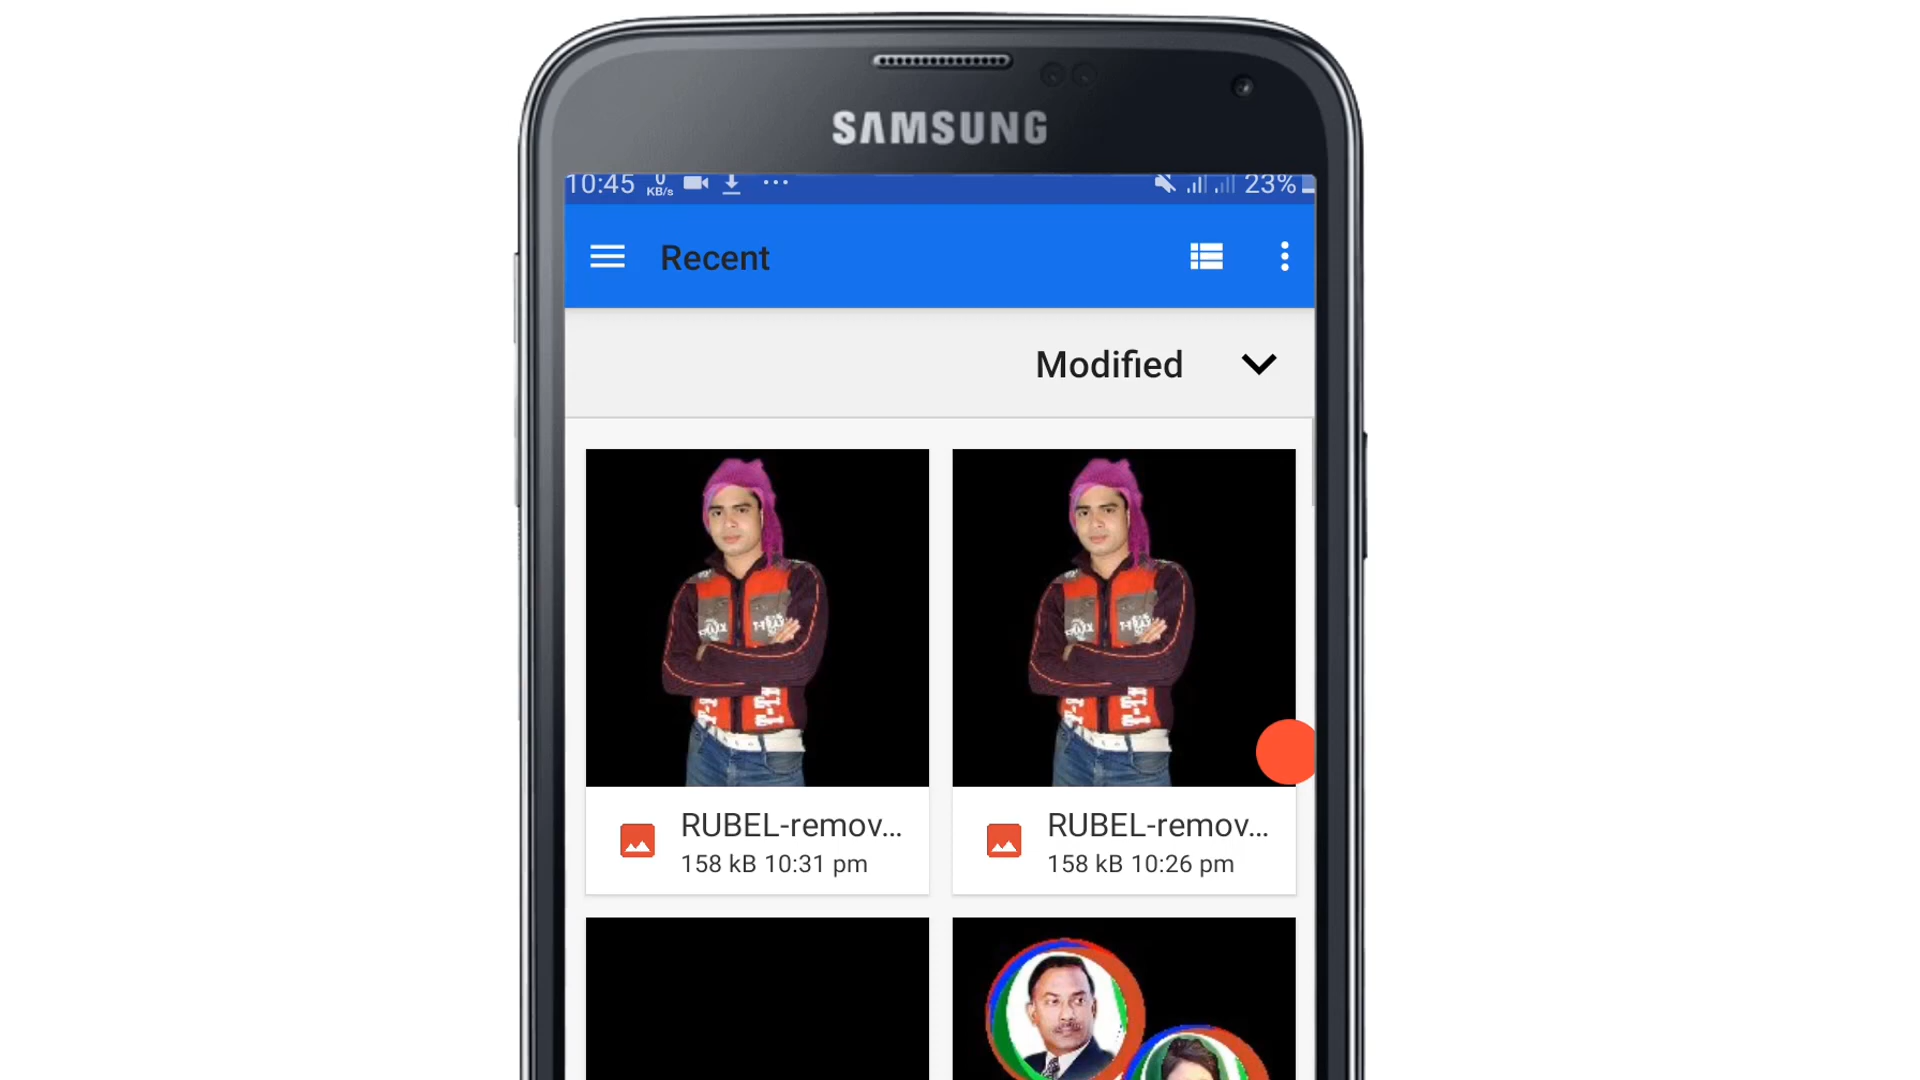 SAMSUNG
10:45 0 KB/s ... 23%
Recent
Modified
RUBEL-remov...
158 kB 10:31 pm
RUBEL-remov...
158 kB 10:26 pm